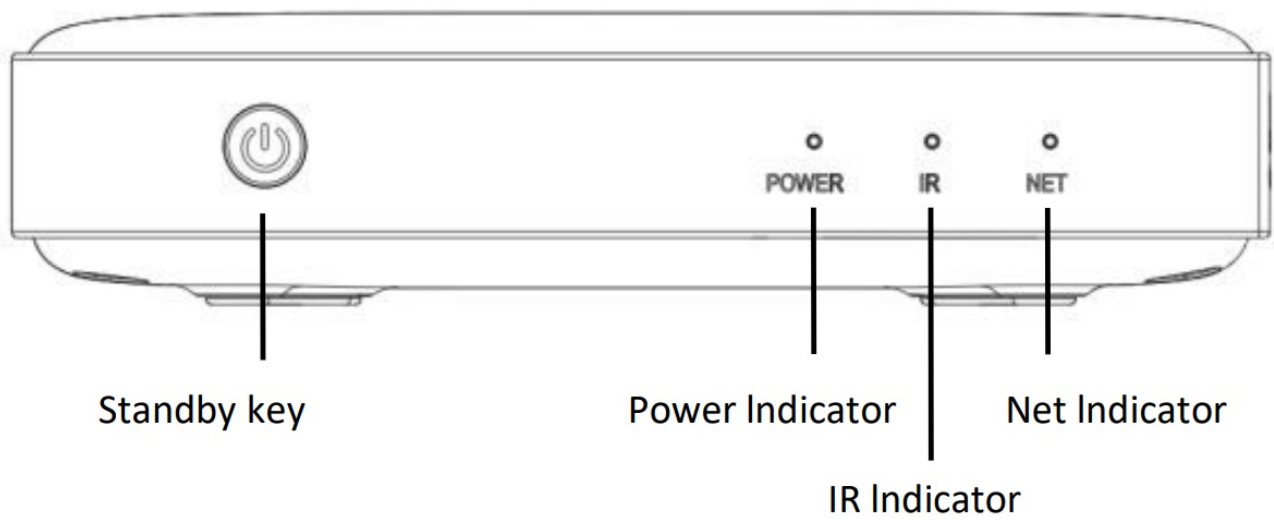 POWER IR NET
Standby key
Power Indicator
Net Indicator
IR Indicator